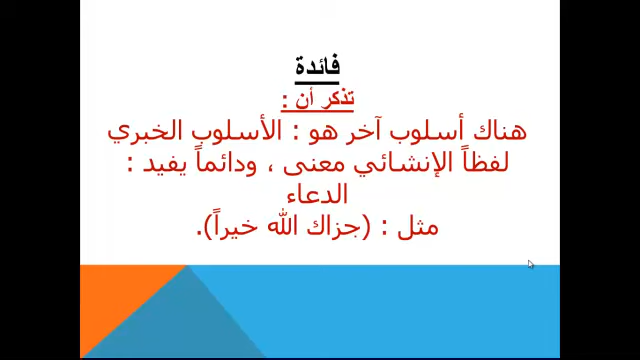 فائدة
تذكر أن :
هناك أسلوب آخر هو : الأسلوب الخبري
لفظاً الإنشائي معنى ، ودائماً يفيد :
الدعاء
مثل : (جزاك الله خيراً).